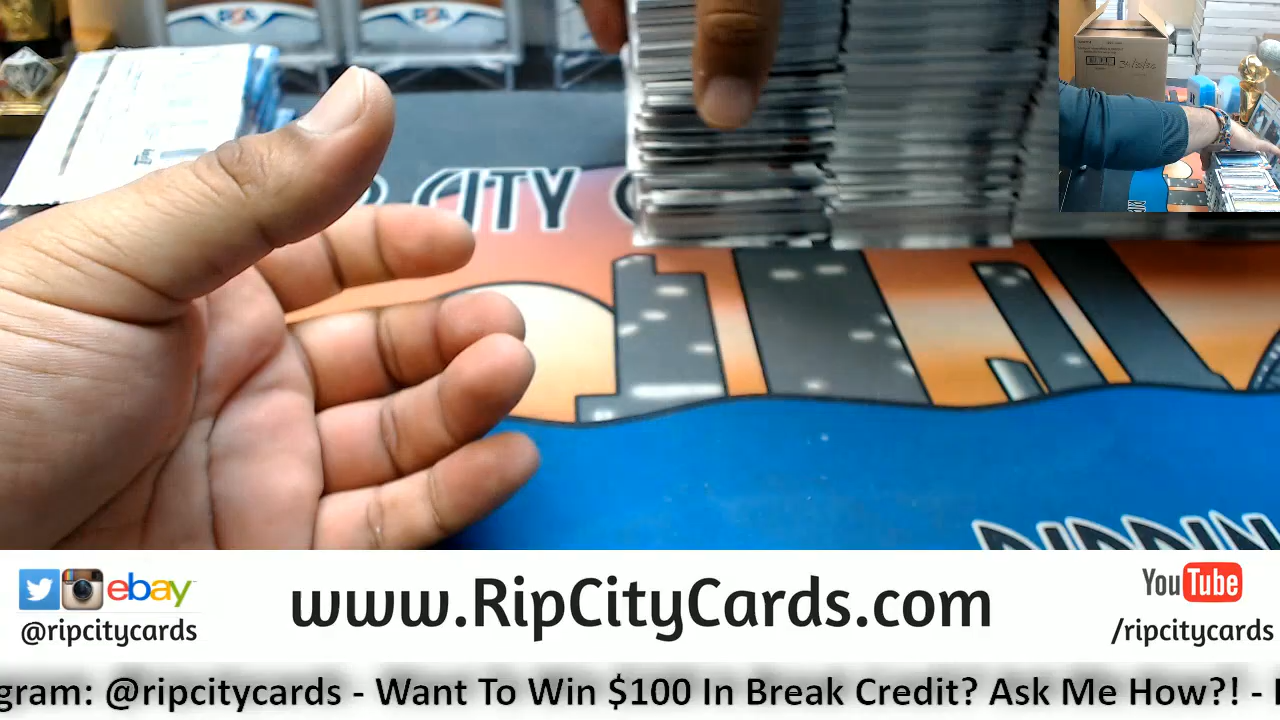 CITY
RIPPIN
ebay
@ripcitycards
www.RipCityCards.com
YouTube
/ripcitycards
gram: @ripcitycards - Want To Win $100 In Break Credit? Ask Me How?! -